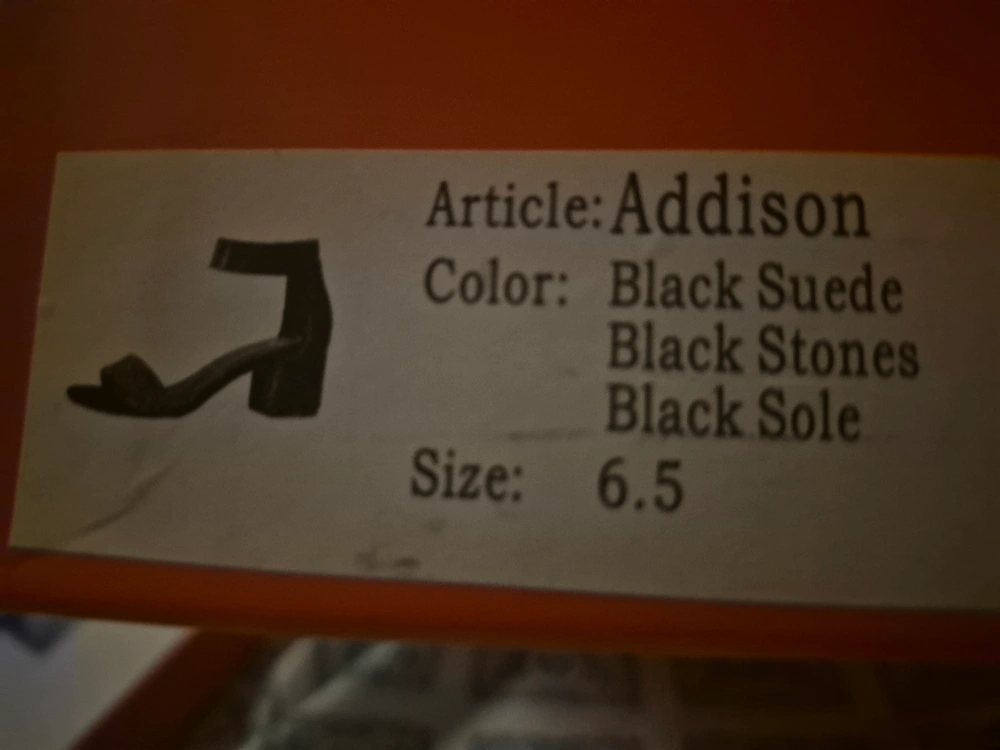 Article: Addison
Color: Black Suede
Black Stones
Black Sole
Size: 6.5